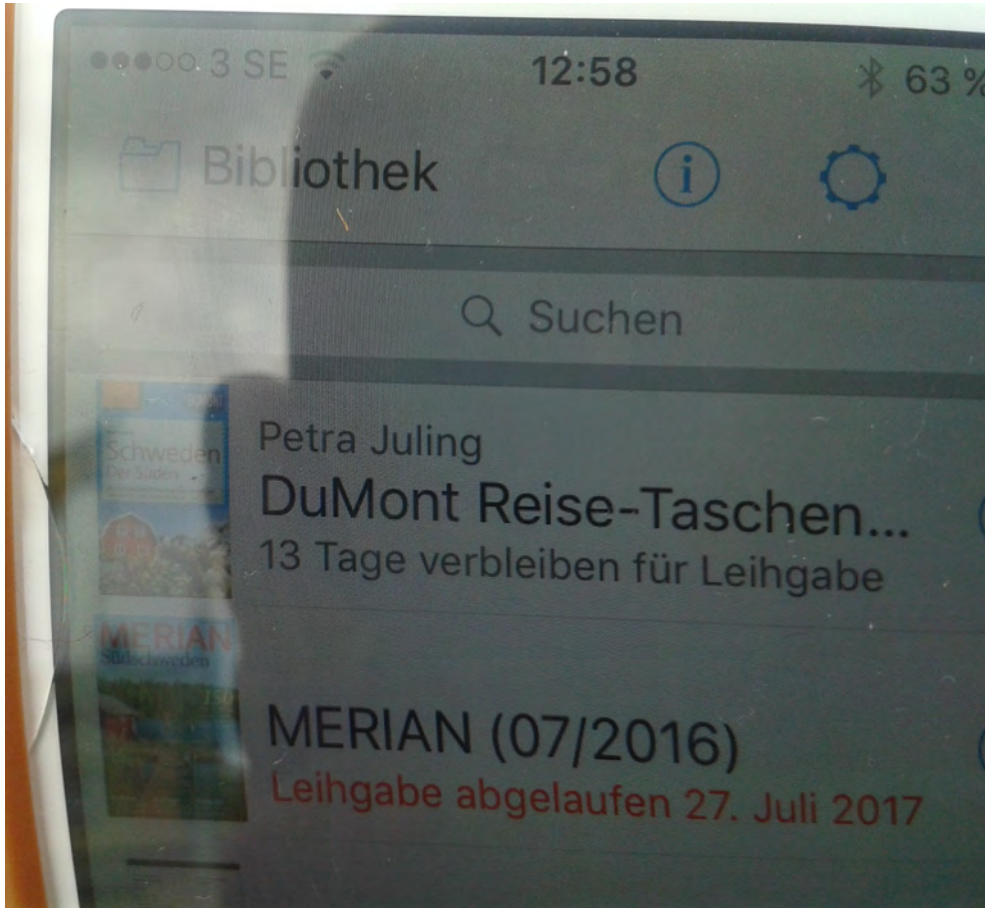 3 SE 12:58 63 %
Bibliothek
Suchen
Schweden
Der Süden
Petra Juling
DuMont Reise-Taschen...
13 Tage verbleiben für Leihgabe
MERIAN
Südschweden
MERIAN (07/2016)
Leihgabe abgelaufen 27. Juli 2017